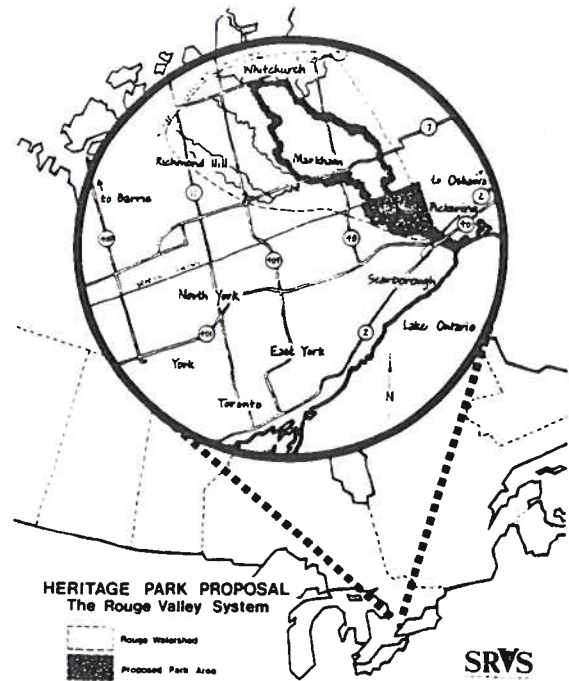 Whitchurch
7
Richmond Hill
Markham
to Oshawa
to Barrie
2
Pickering
401
400
404
48
North York
Scarborough
401
Lake Ontario
2
York
East York
N
Toronto
HERITAGE PARK PROPOSAL
The Rouge Valley System
Rouge Watershed
Proposed Park Area
SRVS